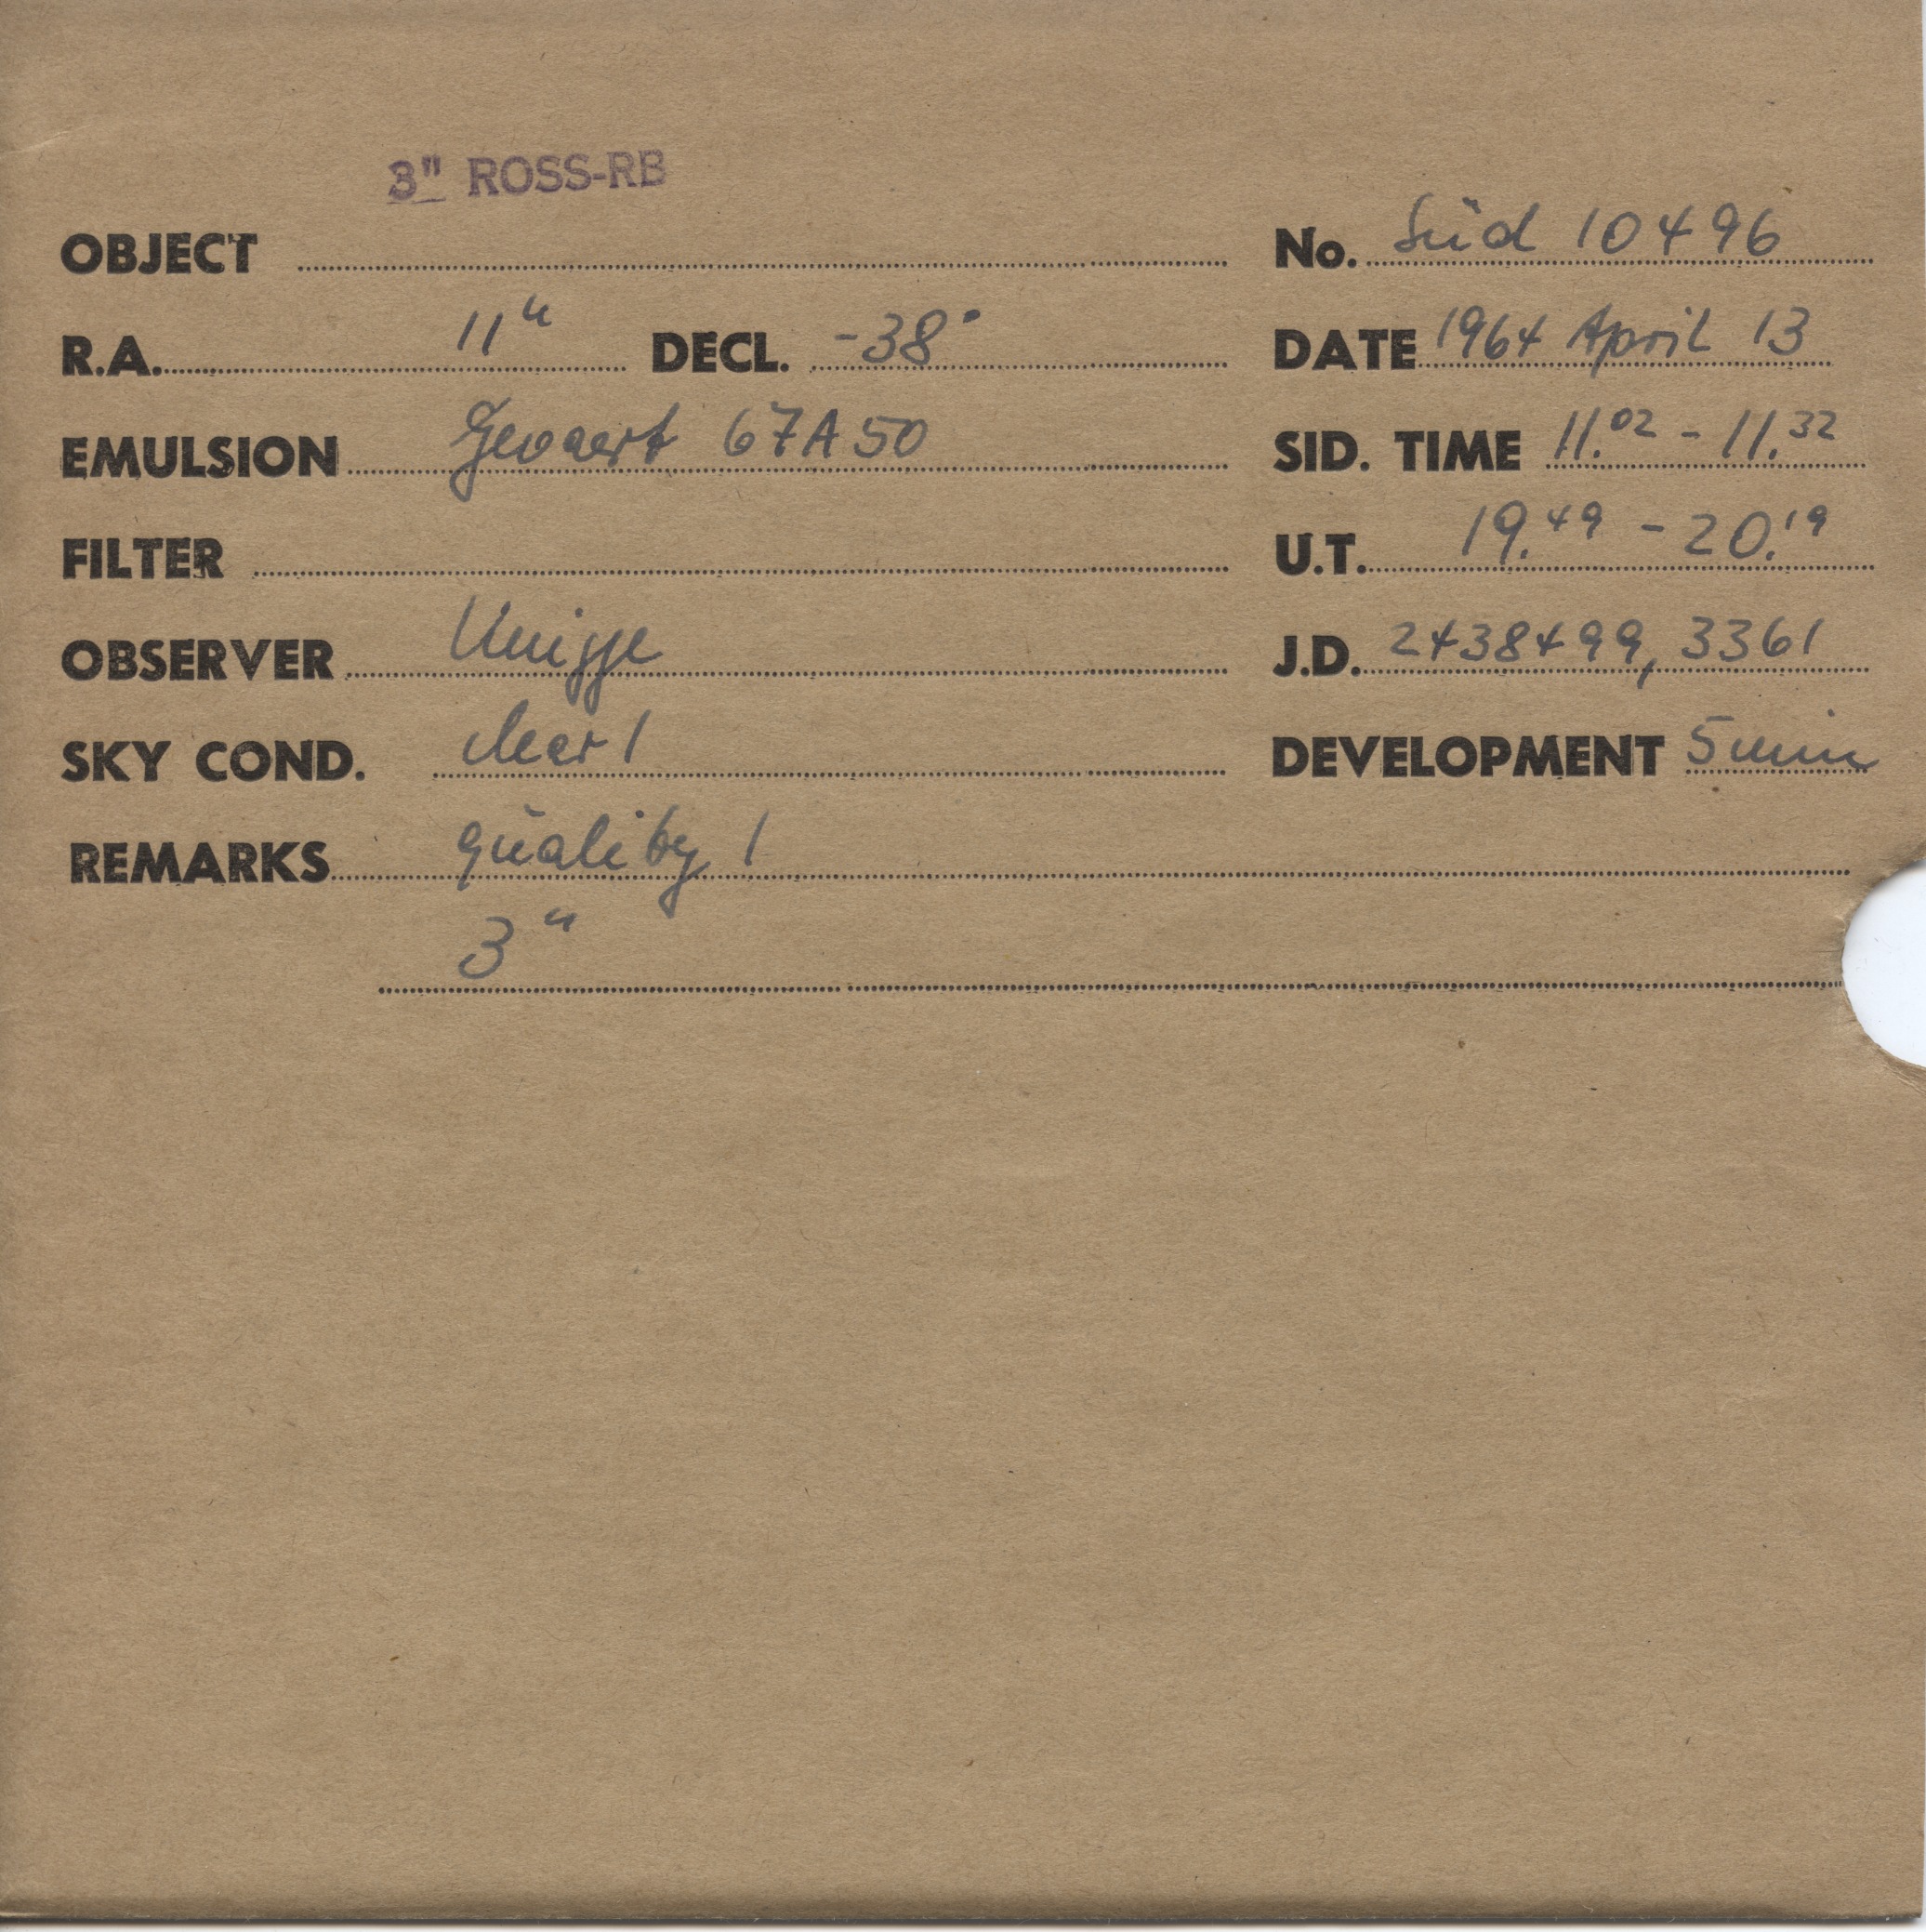 3" ROSS-RB
OBJECT No. Süd 10496
R.A. 11h DECL. -38° DATE 1964 April 13
EMULSION Gevaert 67A50 SID. TIME 11.02 - 11.32
FILTER U.T. 19.49 - 20.19
OBSERVER J.D. 2438499,3361
SKY COND. clear 1 DEVELOPMENT 5 min
REMARKS quality 1
3"